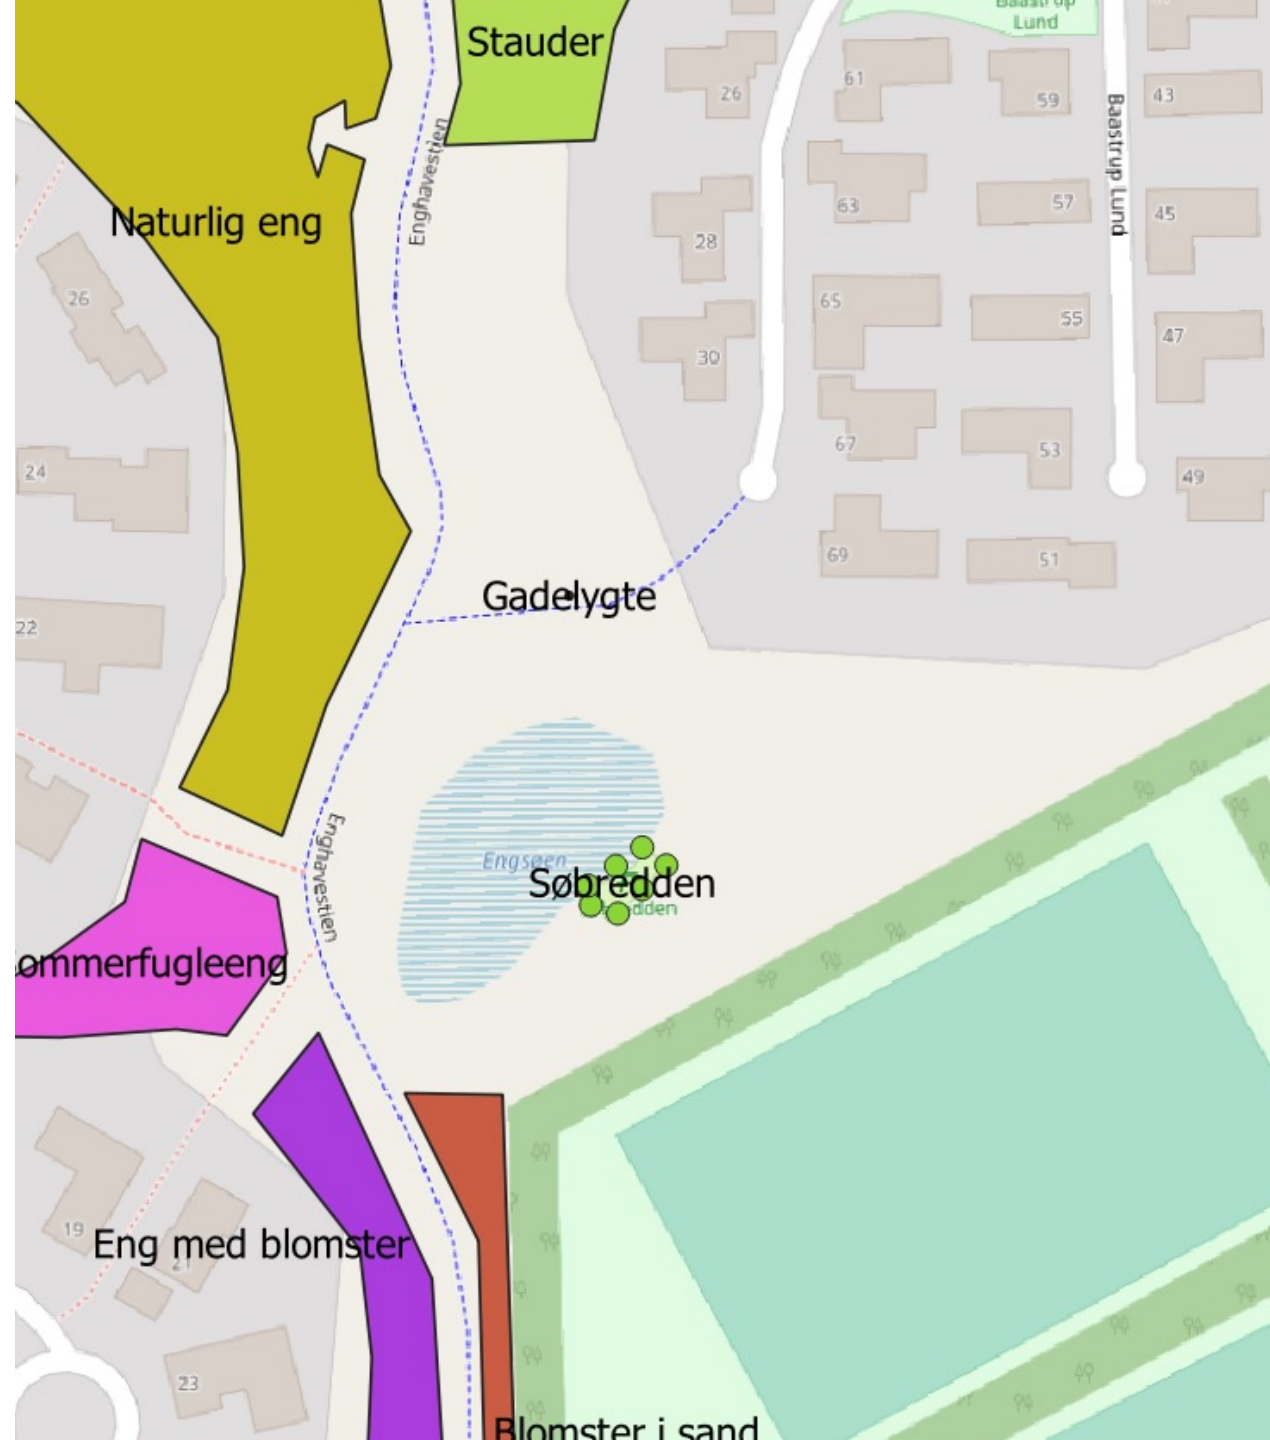 Baastrup
Lund
Stauder
26
61
59
43
Baastrup Lund
Enghavestien
63
57
45
Naturlig eng
28
26
65
55
47
30
67
53
24
49
69
51
Gadelygte
22
Enghavestien
Engsøen
Søbredden
ommerfugleeng
19
Eng med blomster
21
23
Blomster i sand